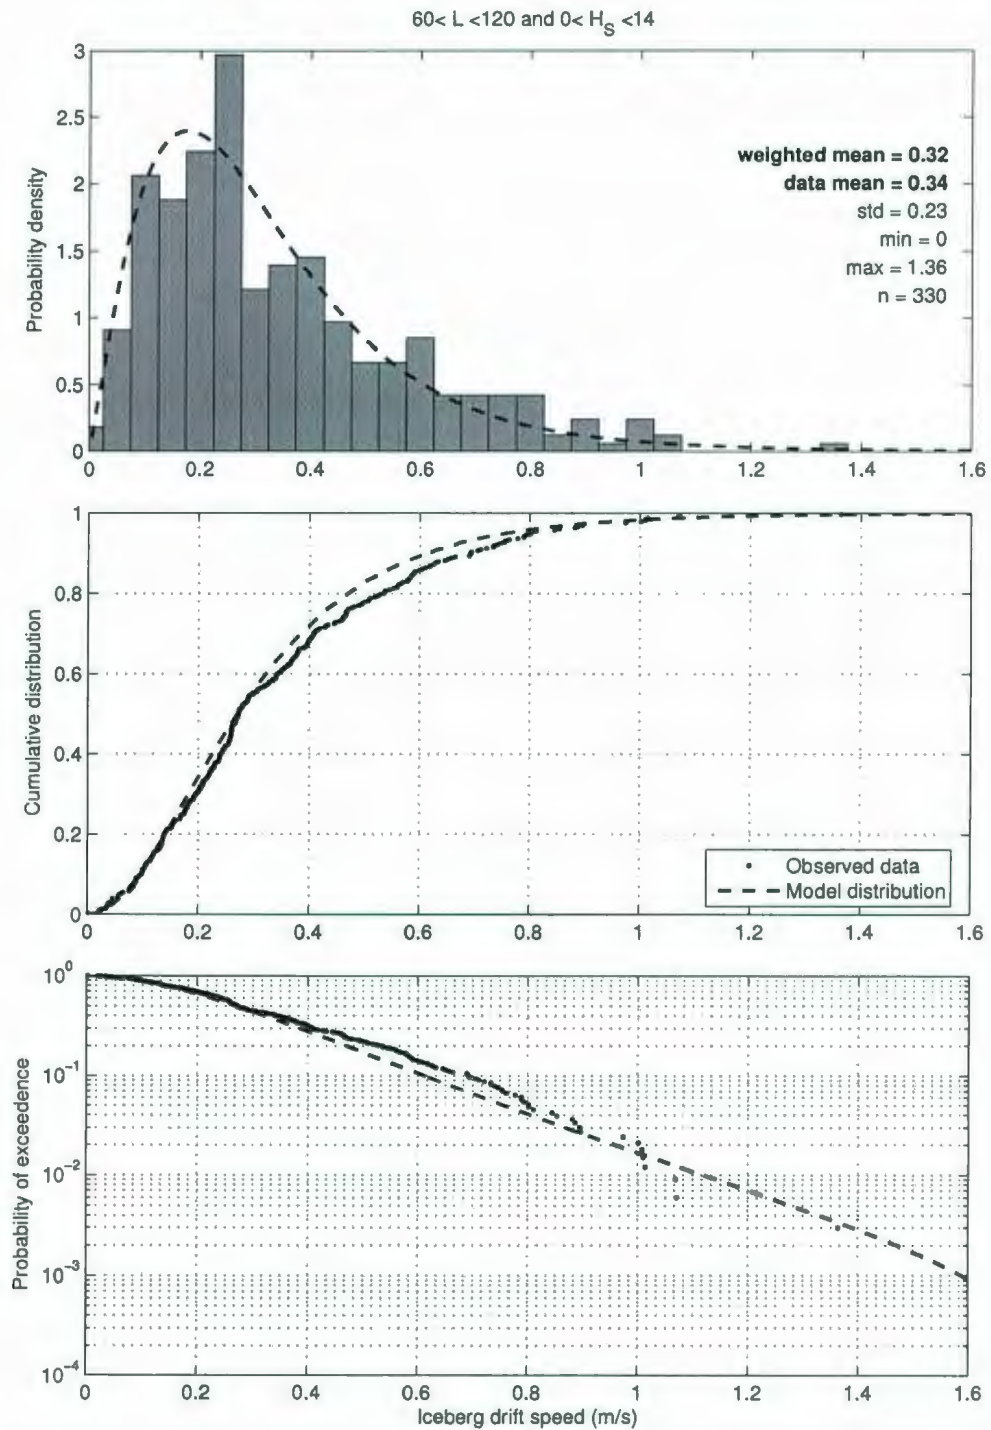 60< L <120 and 0< H_S <14
Probability density
3
2.5
2
1.5
1
0.5
0
weighted mean = 0.32
data mean = 0.34
std = 0.23
min = 0
max = 1.36
n = 330
0 0.2 0.4 0.6 0.8 1 1.2 1.4 1.6
Cumulative distribution
1
0.8
0.6
0.4
0.2
0
Observed data
Model distribution
0 0.2 0.4 0.6 0.8 1 1.2 1.4 1.6
Probability of exceedence
10^0
10^-1
10^-2
10^-3
10^-4
0 0.2 0.4 0.6 0.8 1 1.2 1.4 1.6
Iceberg drift speed (m/s)